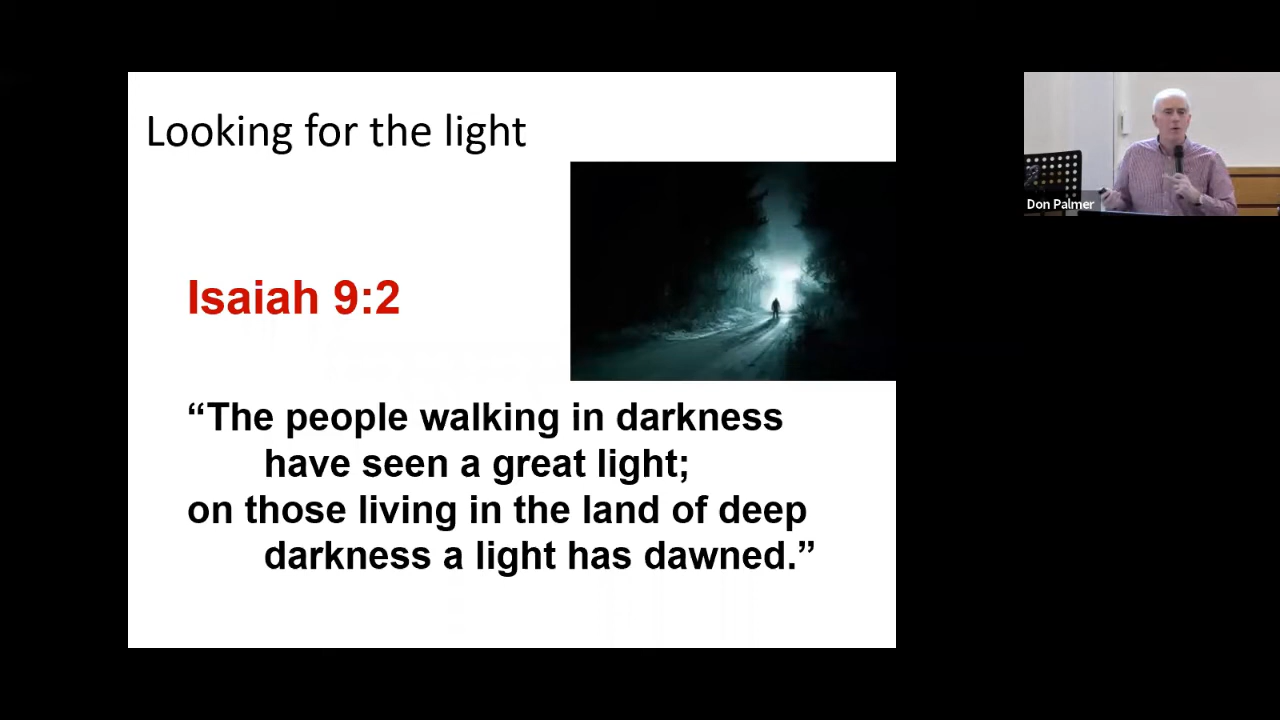 Looking for the light
Isaiah 9:2
“The people walking in darkness
have seen a great light;
on those living in the land of deep
darkness a light has dawned.”
Don Palmer